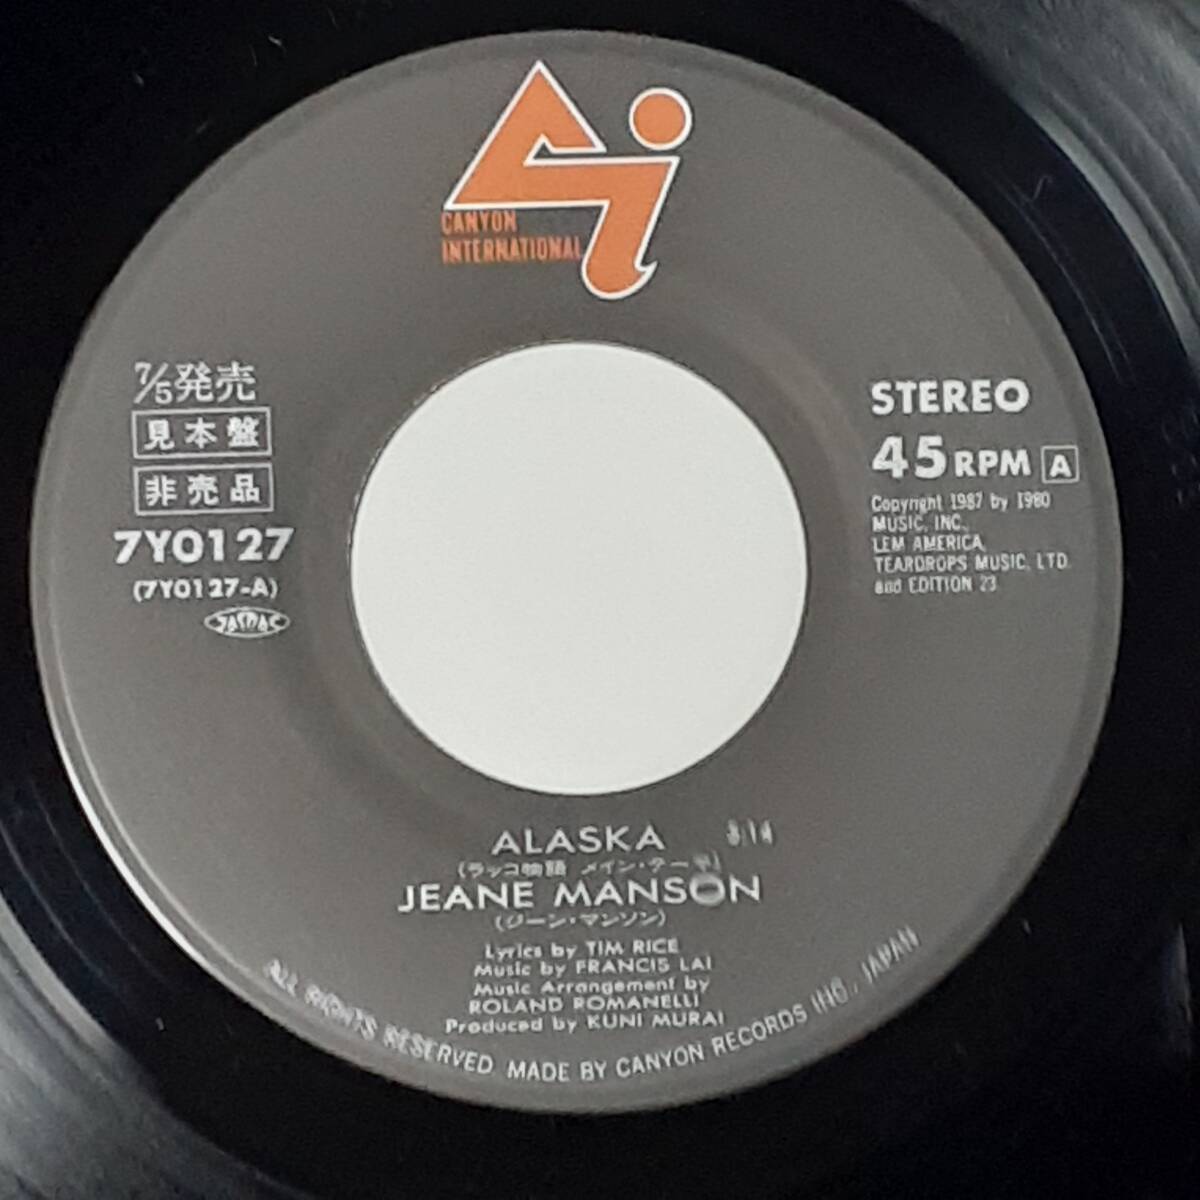 CANYON
INTERNATIONAL
7/5発売
見本盤
非売品
7Y0127
(7Y0127-A)
JASRAC
STEREO
45 RPM A
Copyright 1987 by 1980
MUSIC, INC.,
LEM AMERICA,
TEARDROPS MUSIC, LTD.
and EDITION 23
ALASKA 3:14
(ラッコ物語 メイン・テーマ)
JEANE MANSON
(ジーン・マンソン)
Lyrics by TIM RICE
Music by FRANCIS LAI
Music Arrangement by
ROLAND ROMANELLI
Produced by KUNI MURAI
ALL RIGHTS RESERVED. MADE BY CANYON RECORDS INC., JAPAN